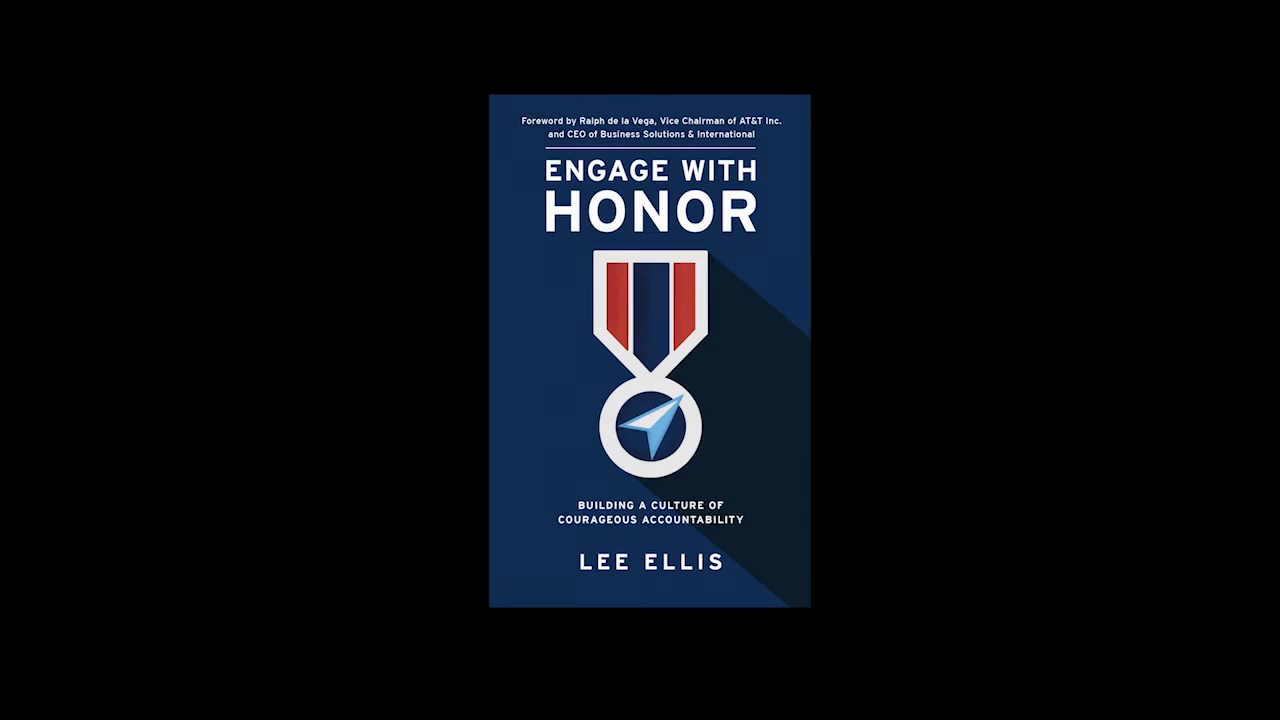 Foreword by Ralph de la Vega, Vice Chairman of AT&T Inc.
and CEO of Business Solutions & International
ENGAGE WITH
HONOR
BUILDING A CULTURE OF
COURAGEOUS ACCOUNTABILITY
LEE ELLIS